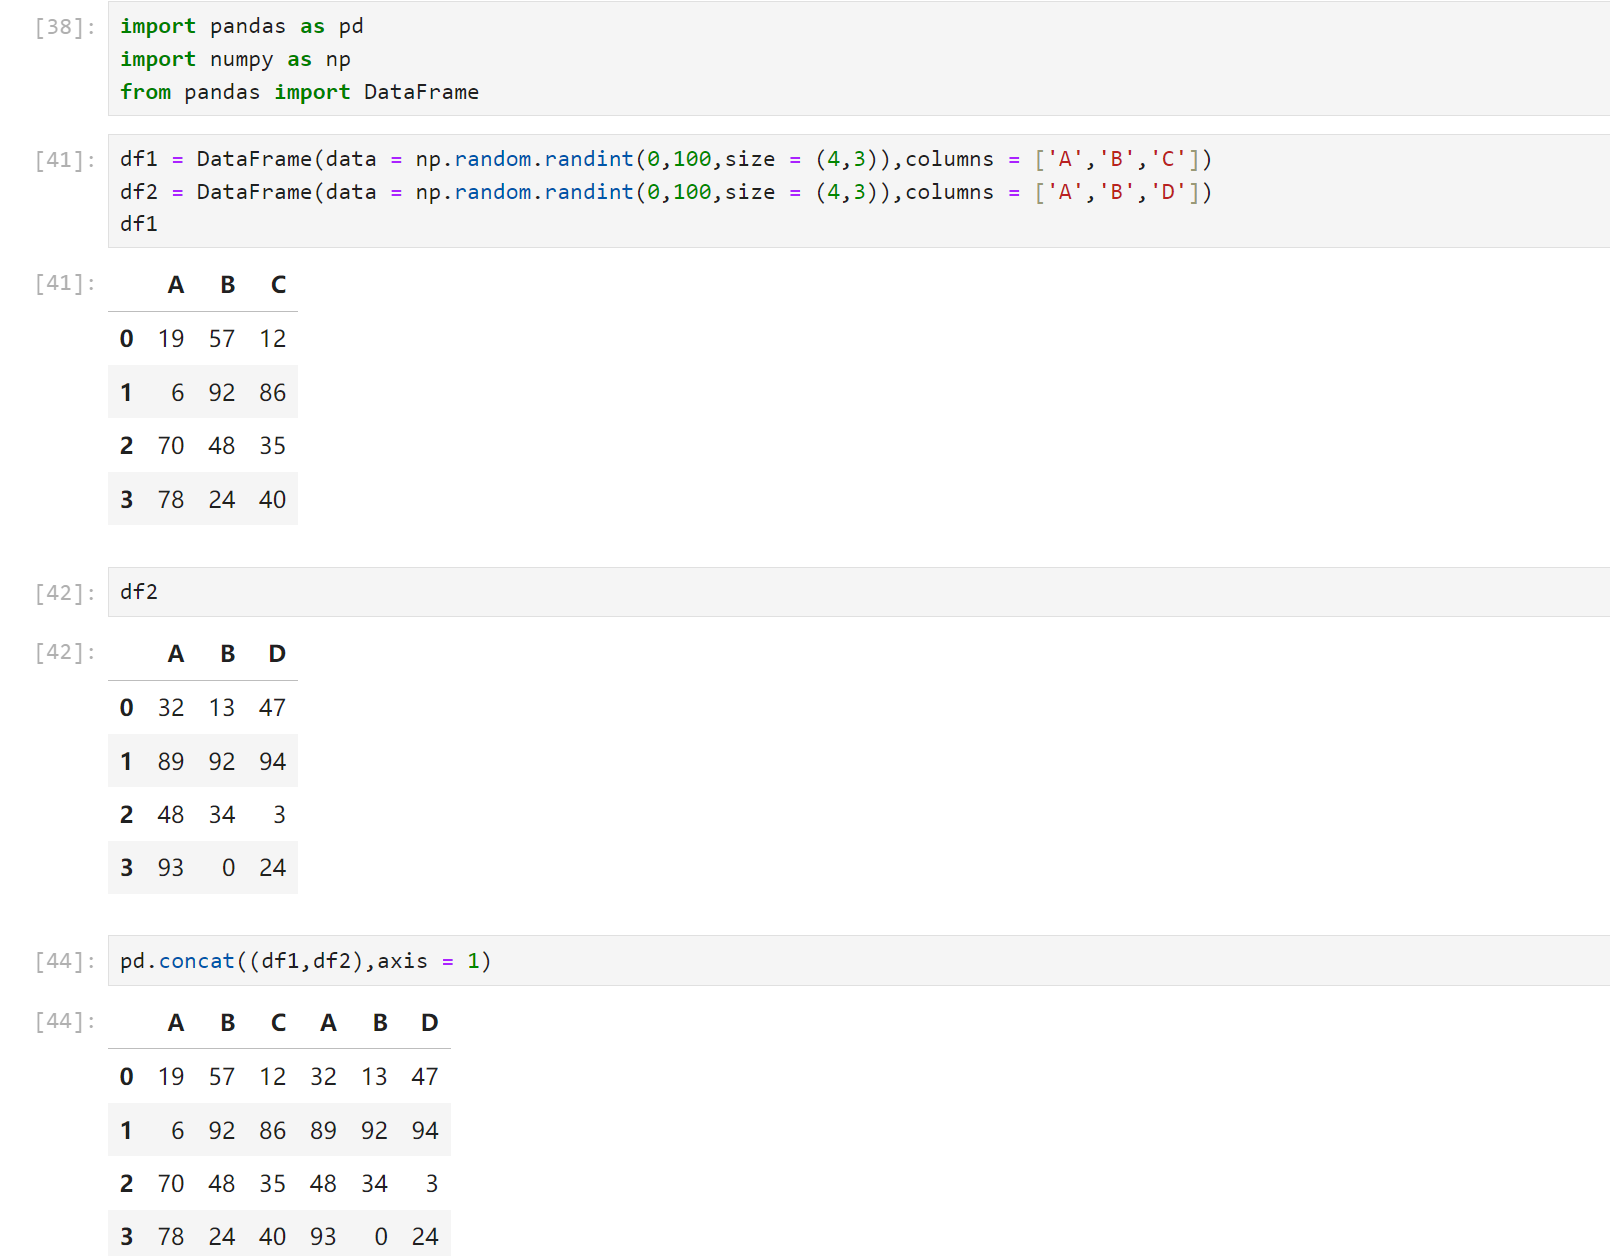 [38]: import pandas as pd
import numpy as np
from pandas import DataFrame
[41]: df1 = DataFrame(data = np.random.randint(0,100,size = (4,3)),columns = ['A','B','C'])
df2 = DataFrame(data = np.random.randint(0,100,size = (4,3)),columns = ['A','B','D'])
df1
[41]: A B C
0 19 57 12
1 6 92 86
2 70 48 35
3 78 24 40
[42]: df2
[42]: A B D
0 32 13 47
1 89 92 94
2 48 34 3
3 93 0 24
[44]: pd.concat((df1,df2),axis = 1)
[44]: A B C A B D
0 19 57 12 32 13 47
1 6 92 86 89 92 94
2 70 48 35 48 34 3
3 78 24 40 93 0 24